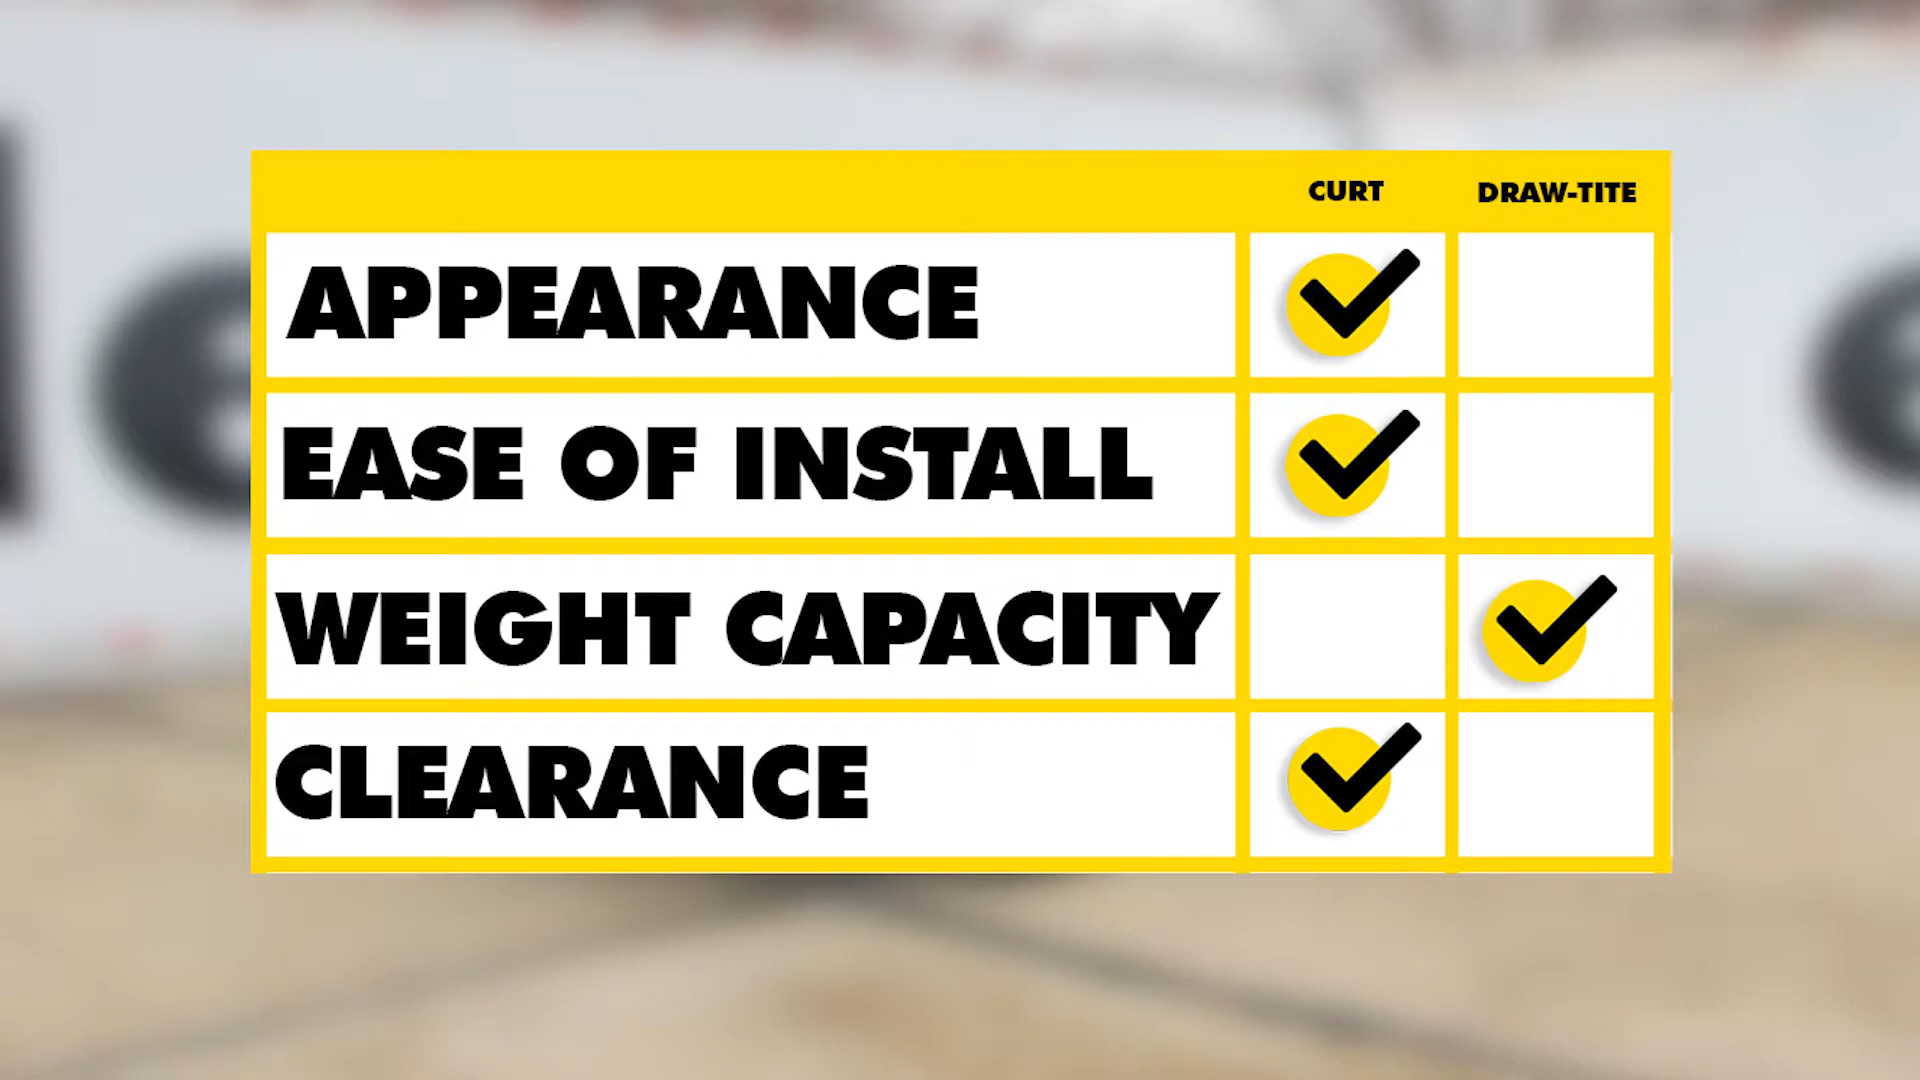 CURT DRAW-TITE
APPEARANCE
EASE OF INSTALL
WEIGHT CAPACITY
CLEARANCE